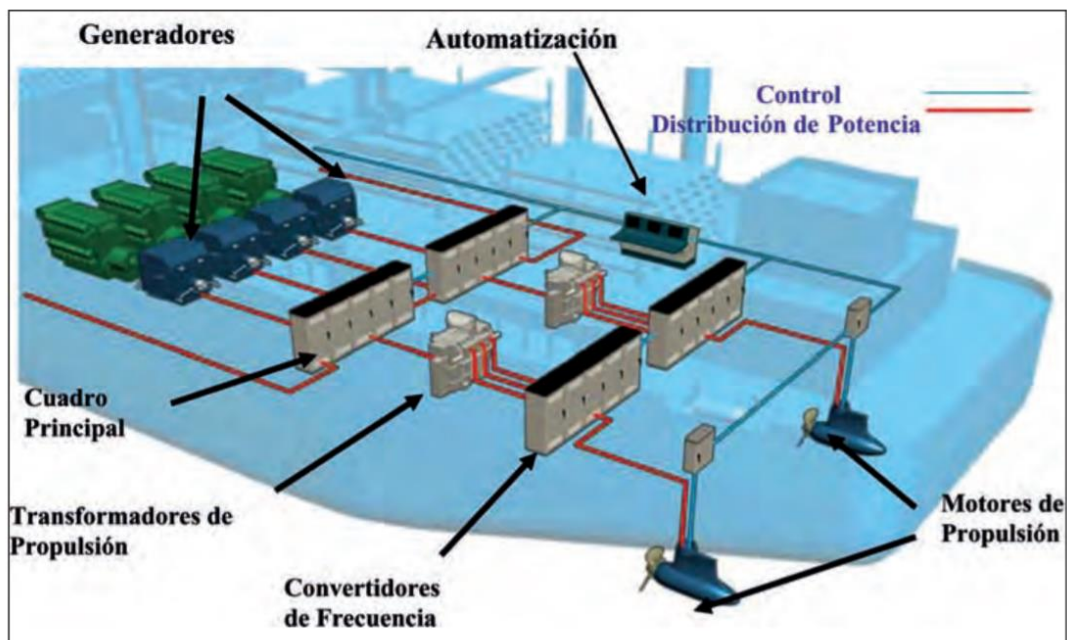 Generadores
Automatización
Control
Distribución de Potencia
Cuadro
Principal
Transformadores de
Propulsión
Convertidores
de Frecuencia
Motores de
Propulsión